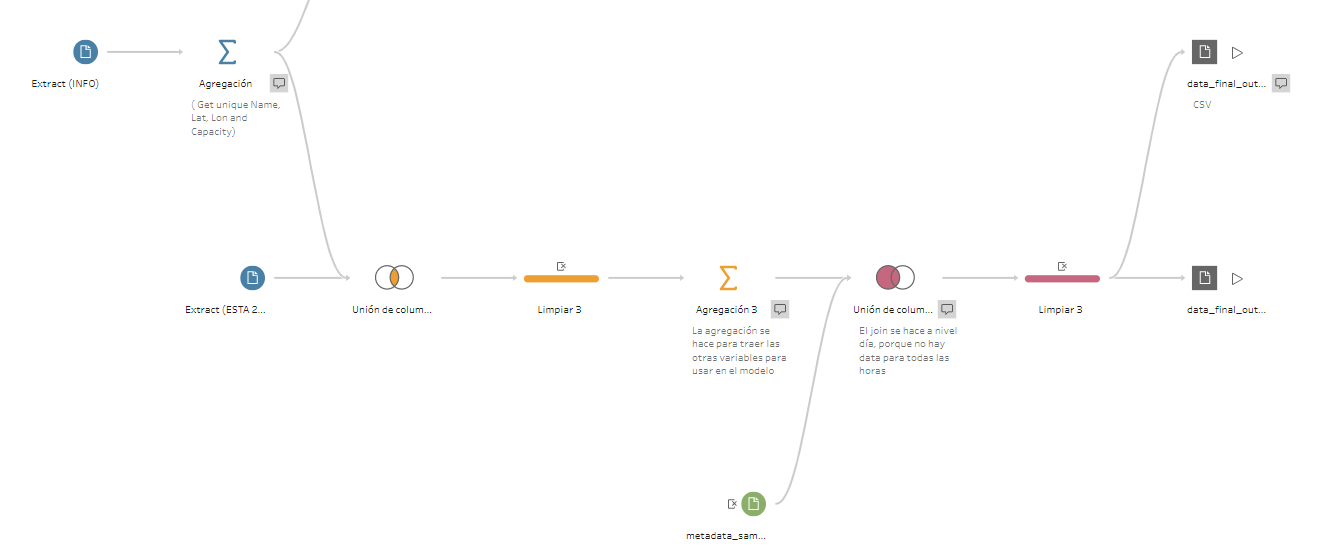 Extract (INFO)
Agregación
( Get unique Name,
Lat, Lon and
Capacity)
data_final_out...
CSV
Extract (ESTA 2...
Unión de colum...
Limpiar 3
Agregación 3
La agregación se
hace para traer las
otras variables para
usar en el modelo
Unión de colum...
El join se hace a nivel
día, porque no hay
data para todas las
horas
Limpiar 3
data_final_out...
metadata_sam...